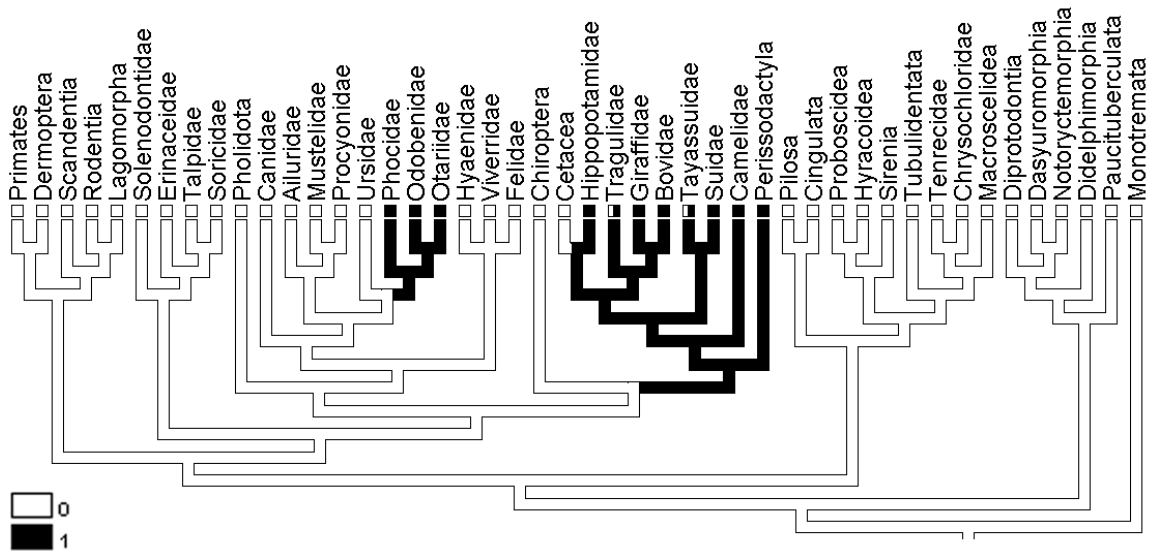 Primates
Dermoptera
Scandentia
Rodentia
Lagomorpha
Solenodontidae
Erinaceidae
Talpidae
Soricidae
Pholidota
Canidae
Ailuridae
Mustelidae
Procyonidae
Ursidae
Phocidae
Odobenidae
Otariidae
Hyaenidae
Viverridae
Felidae
Chiroptera
Cetacea
Hippopotamidae
Tragulidae
Giraffidae
Bovidae
Tayassuidae
Suidae
Camelidae
Perissodactyla
Pilosa
Cingulata
Proboscidea
Hyracoidea
Sirenia
Tubulidentata
Tenrecidae
Chrysochloridae
Macroscelidea
Diprotodontia
Dasyuromorphia
Notoryctemorphia
Didelphimorphia
Paucituberculata
Monotremata
0
1